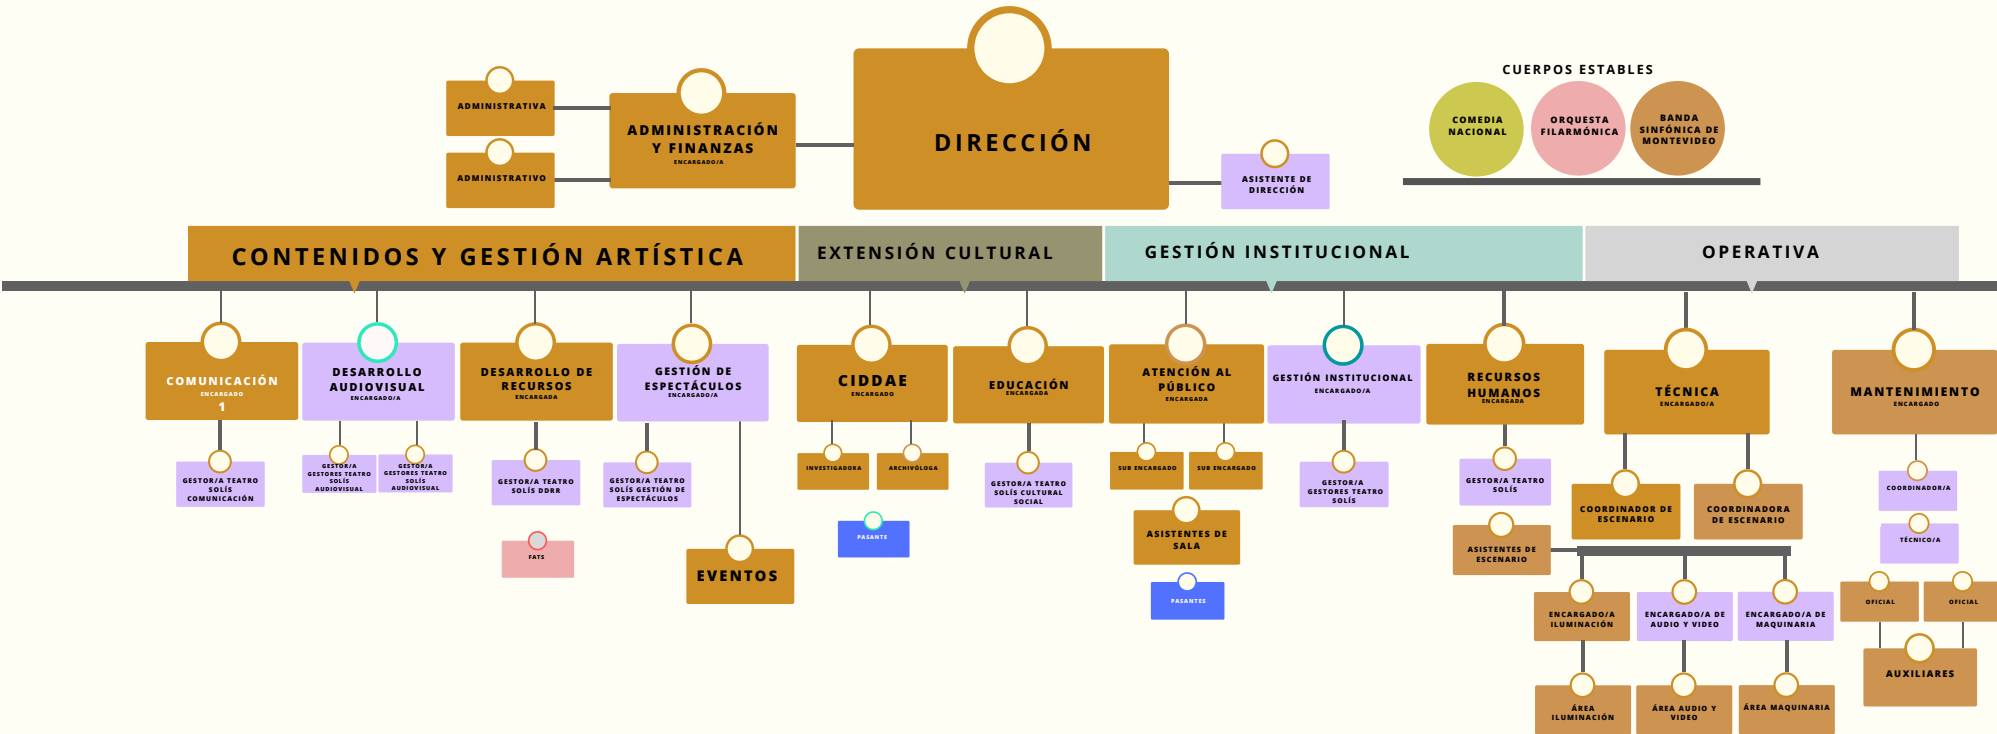 DIRECCIÓN
ADMINISTRACIÓN
Y FINANZAS
ENCARGADO/A
ADMINISTRATIVA
ADMINISTRATIVO
ASISTENTE DE
DIRECCIÓN
CUERPOS ESTABLES
COMEDIA
NACIONAL
ORQUESTA
FILARMÓNICA
BANDA
SINFÓNICA DE
MONTEVIDEO
CONTENIDOS Y GESTIÓN ARTÍSTICA
EXTENSIÓN CULTURAL
GESTIÓN INSTITUCIONAL
OPERATIVA
COMUNICACIÓN
ENCARGADO
1
GESTOR/A TEATRO
SOLÍS
COMUNICACIÓN
DESARROLLO
AUDIOVISUAL
ENCARGADO/A
GESTOR/A
GESTORES TEATRO
SOLÍS
AUDIOVISUAL
GESTOR/A
GESTORES TEATRO
SOLÍS
AUDIOVISUAL
DESARROLLO DE
RECURSOS
ENCARGADA
GESTOR/A TEATRO
SOLÍS DDRR
FATS
GESTIÓN DE
ESPECTÁCULOS
ENCARGADO/A
GESTOR/A TEATRO
SOLÍS GESTIÓN DE
ESPECTÁCULOS
EVENTOS
CIDDAE
ENCARGADO
INVESTIGADORA
ARCHIVÓLOGA
PASANTE
EDUCACIÓN
ENCARGADA
GESTOR/A TEATRO
SOLÍS CULTURAL
SOCIAL
ATENCIÓN AL
PÚBLICO
ENCARGADA
SUB ENCARGADO
SUB ENCARGADO
ASISTENTES DE
SALA
PASANTES
GESTIÓN INSTITUCIONAL
ENCARGADO/A
GESTOR/A
GESTORES TEATRO
SOLÍS
RECURSOS
HUMANOS
ENCARGADA
GESTOR/A TEATRO
SOLÍS
ASISTENTES DE
ESCENARIO
TÉCNICA
ENCARGADO/A
COORDINADOR DE
ESCENARIO
COORDINADORA
DE ESCENARIO
ENCARGADO/A
ILUMINACIÓN
ENCARGADO/A DE
AUDIO Y VIDEO
ENCARGADO/A DE
MAQUINARIA
ÁREA
ILUMINACIÓN
ÁREA AUDIO Y
VIDEO
ÁREA MAQUINARIA
MANTENIMIENTO
ENCARGADO
COORDINADOR/A
TÉCNICO/A
OFICIAL
OFICIAL
AUXILIARES